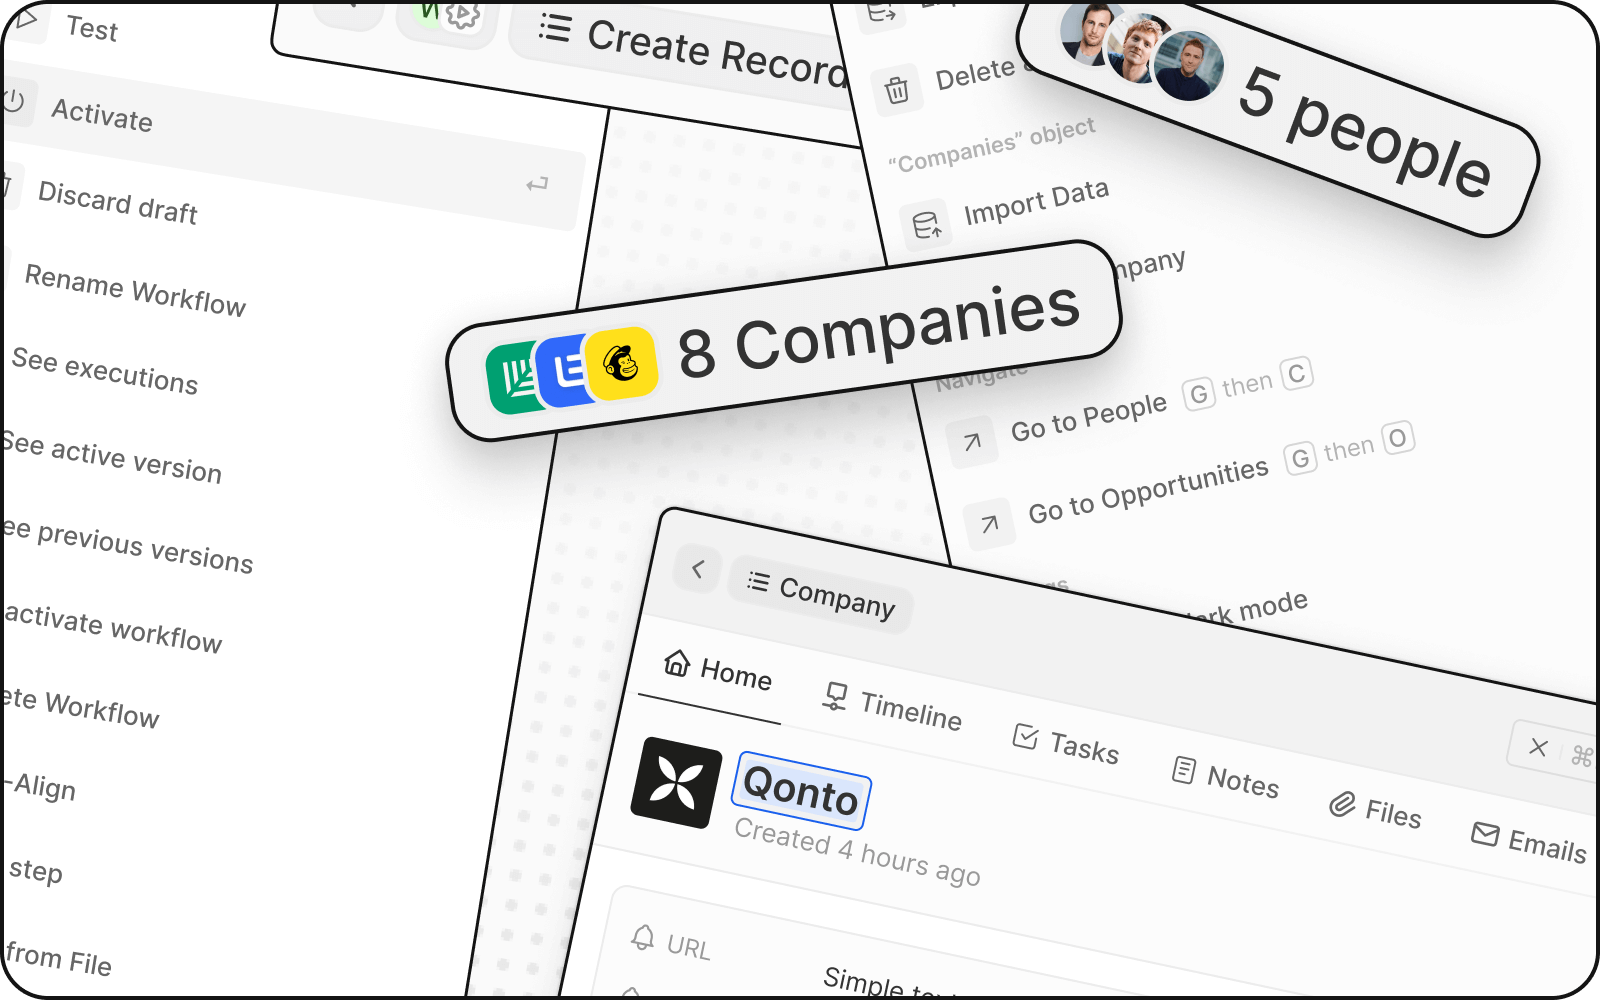 Test
Activate
Discard draft
Rename Workflow
See executions
See active version
ee previous versions
activate workflow
ete Workflow
-Align
step
from File
Create Record
Delete
“Companies” object
Import Data
mpany
Navigate
Go to People G then C
Go to Opportunities G then O
gs
ark mode
5 people
8 Companies
Company
Home
Timeline
Tasks
Notes
Files
Emails
⌘
Qonto
Created 4 hours ago
URL
Simple